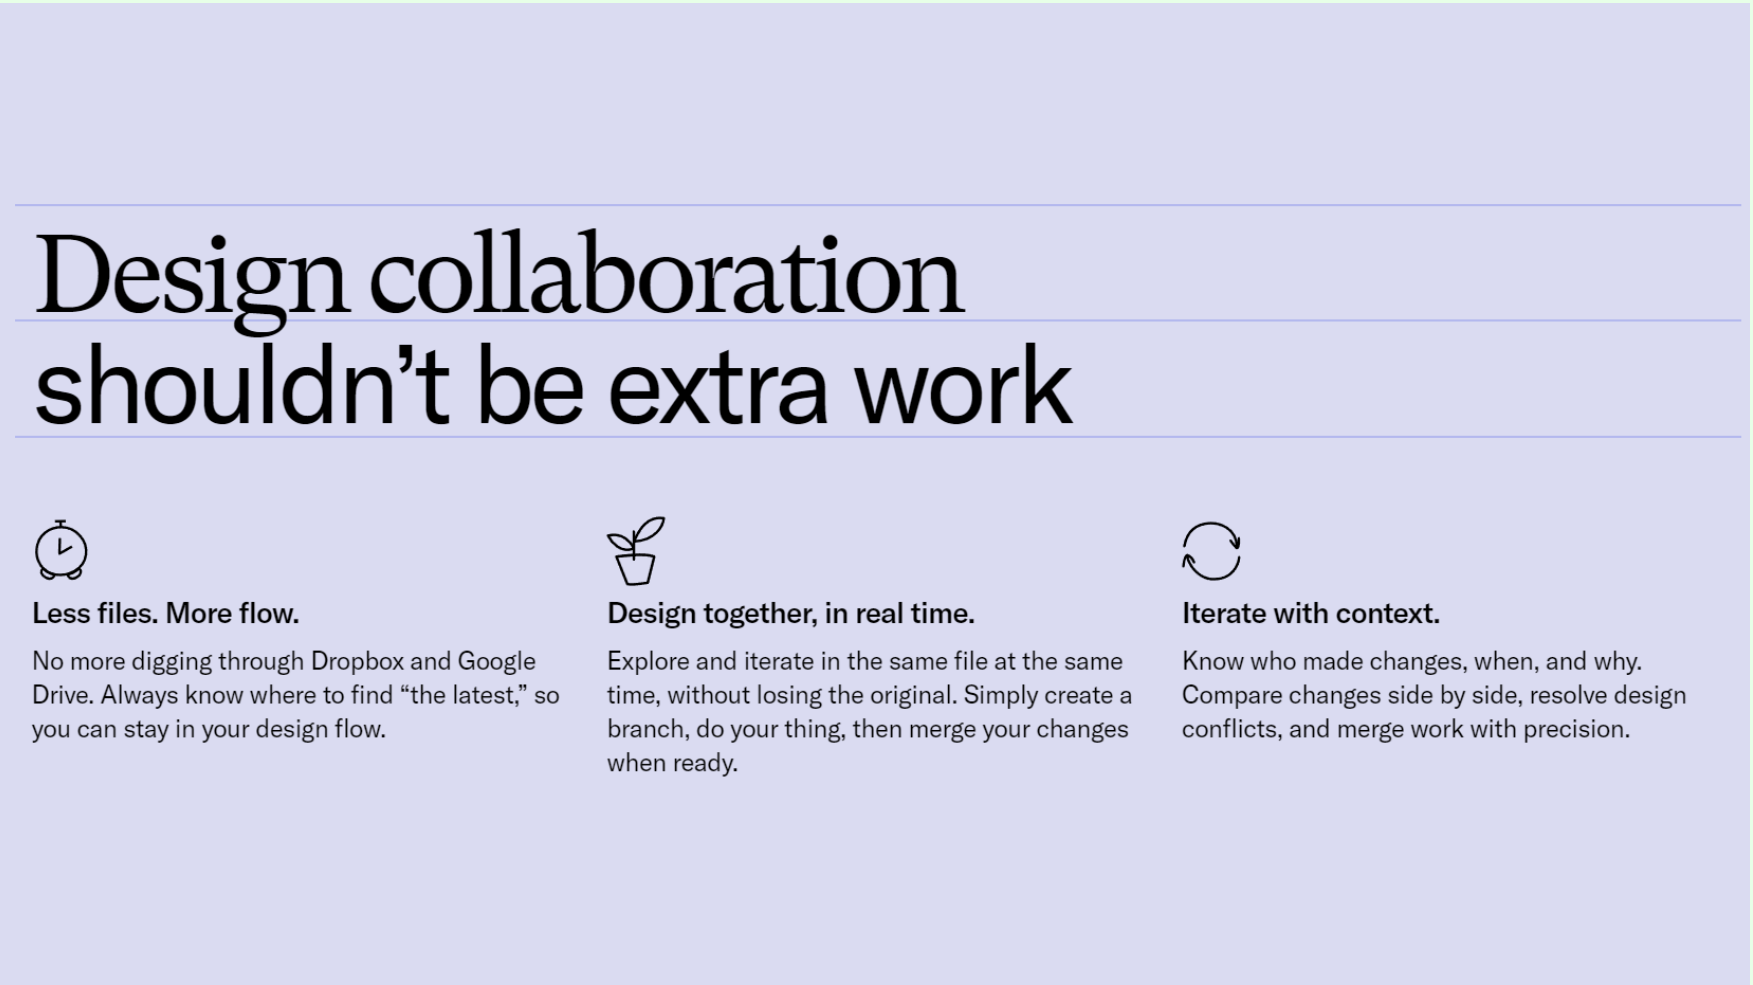 Design collaboration
shouldn’t be extra work
Less files. More flow.
No more digging through Dropbox and Google
Drive. Always know where to find “the latest,” so
you can stay in your design flow.
Design together, in real time.
Explore and iterate in the same file at the same
time, without losing the original. Simply create a
branch, do your thing, then merge your changes
when ready.
Iterate with context.
Know who made changes, when, and why.
Compare changes side by side, resolve design
conflicts, and merge work with precision.